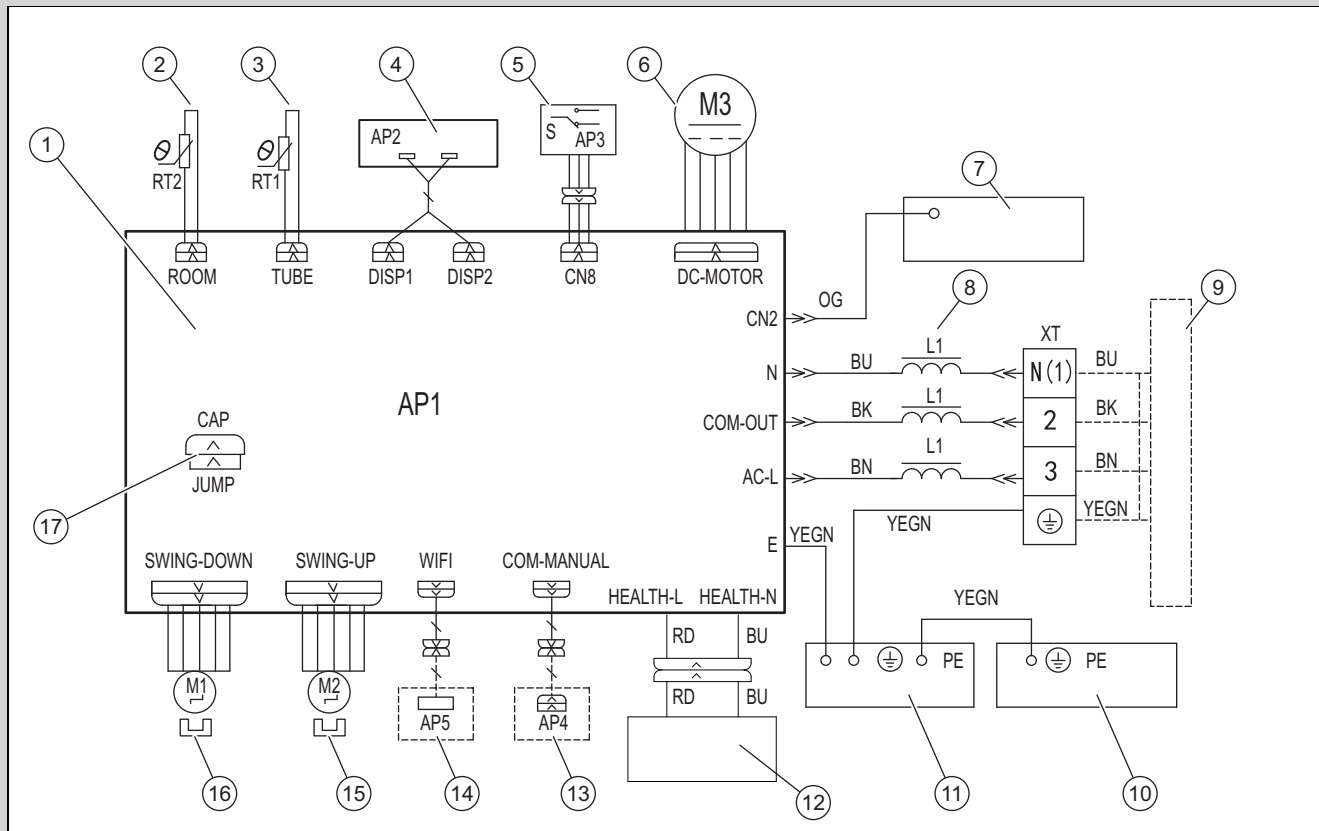 2
3
4
5
6
1
RT2
RT1
AP2
S
AP3
M3
7
ROOM
TUBE
DISP1
DISP2
CN8
DC-MOTOR
CN2
OG
8
9
XT
N
BU
L1
N(1)
BU
COM-OUT
BK
L1
2
BK
AC-L
BN
L1
3
BN
YEGN
YEGN
E
YEGN
AP1
CAP
JUMP
17
SWING-DOWN
SWING-UP
WIFI
COM-MANUAL
HEALTH-L
HEALTH-N
YEGN
RD
BU
PE
PE
M1
M2
AP5
AP4
RD
BU
16
15
14
13
12
11
10